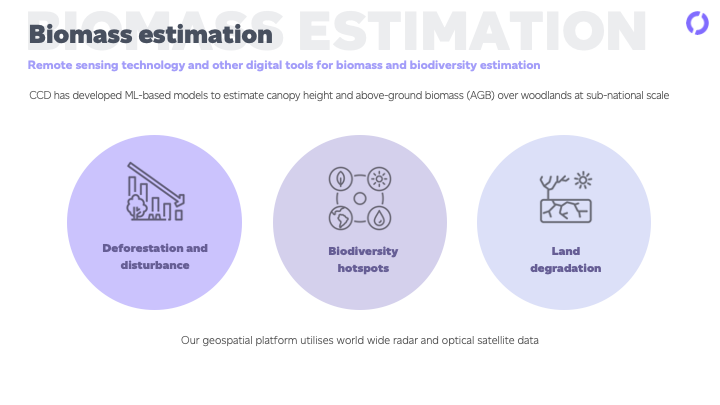 BIOMASS ESTIMATION
Biomass estimation
Remote sensing technology and other digital tools for biomass and biodiversity estimation
CCD has developed ML-based models to estimate canopy height and above-ground biomass (AGB) over woodlands at sub-national scale
Deforestation and
disturbance
Biodiversity
hotspots
Land
degradation
Our geospatial platform utilises world wide radar and optical satellite data